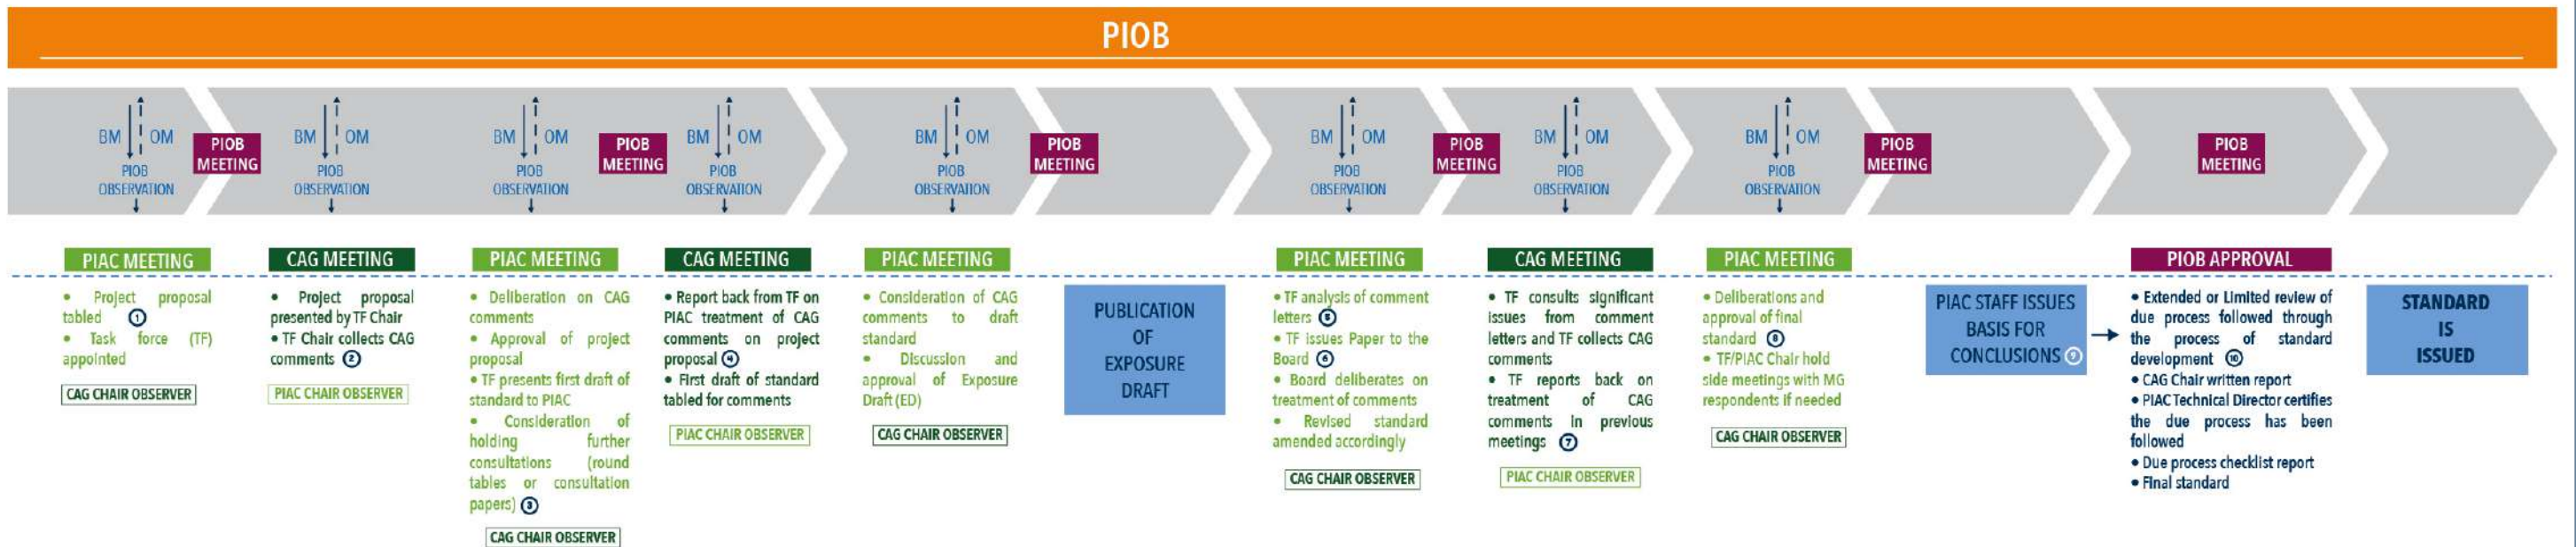 PIOB
BM OM
PIOB
OBSERVATION
PIOB
MEETING
BM OM
PIOB
OBSERVATION
BM OM
PIOB
OBSERVATION
PIOB
MEETING
BM OM
PIOB
OBSERVATION
BM OM
PIOB
OBSERVATION
PIOB
MEETING
BM OM
PIOB
OBSERVATION
PIOB
MEETING
BM OM
PIOB
OBSERVATION
BM OM
PIOB
OBSERVATION
PIOB
MEETING
PIOB
MEETING
PIAC MEETING
• Project proposal
tabled ①
• Task force (TF)
appointed
CAG CHAIR OBSERVER
CAG MEETING
• Project proposal
presented by TF Chair
• TF Chair collects CAG
comments ②
PIAC CHAIR OBSERVER
PIAC MEETING
• Deliberation on CAG
comments
• Approval of project
proposal
• TF presents first draft of
standard to PIAC
• Consideration of
holding further
consultations (round
tables or consultation
papers) ③
CAG CHAIR OBSERVER
CAG MEETING
• Report back from TF on
PIAC treatment of CAG
comments on project
proposal ④
• First draft of standard
tabled for comments
PIAC CHAIR OBSERVER
PIAC MEETING
• Consideration of CAG
comments to draft
standard
• Discussion and
approval of Exposure
Draft (ED)
CAG CHAIR OBSERVER
PUBLICATION
OF
EXPOSURE
DRAFT
PIAC MEETING
• TF analysis of comment
letters ⑤
• TF issues Paper to the
Board ⑥
• Board deliberates on
treatment of comments
• Revised standard
amended accordingly
CAG CHAIR OBSERVER
CAG MEETING
• TF consults significant
issues from comment
letters and TF collects CAG
comments
• TF reports back on
treatment of CAG
comments in previous
meetings ⑦
PIAC CHAIR OBSERVER
PIAC MEETING
• Deliberations and
approval of final
standard ⑧
• TF/PIAC Chair hold
side meetings with MG
respondents if needed
CAG CHAIR OBSERVER
PIAC STAFF ISSUES
BASIS FOR
CONCLUSIONS ⑨
PIOB APPROVAL
• Extended or Limited review of
due process followed through
the process of standard
development ⑩
• CAG Chair written report
• PIAC Technical Director certifies
the due process has been
followed
• Due process checklist report
• Final standard
STANDARD
IS
ISSUED